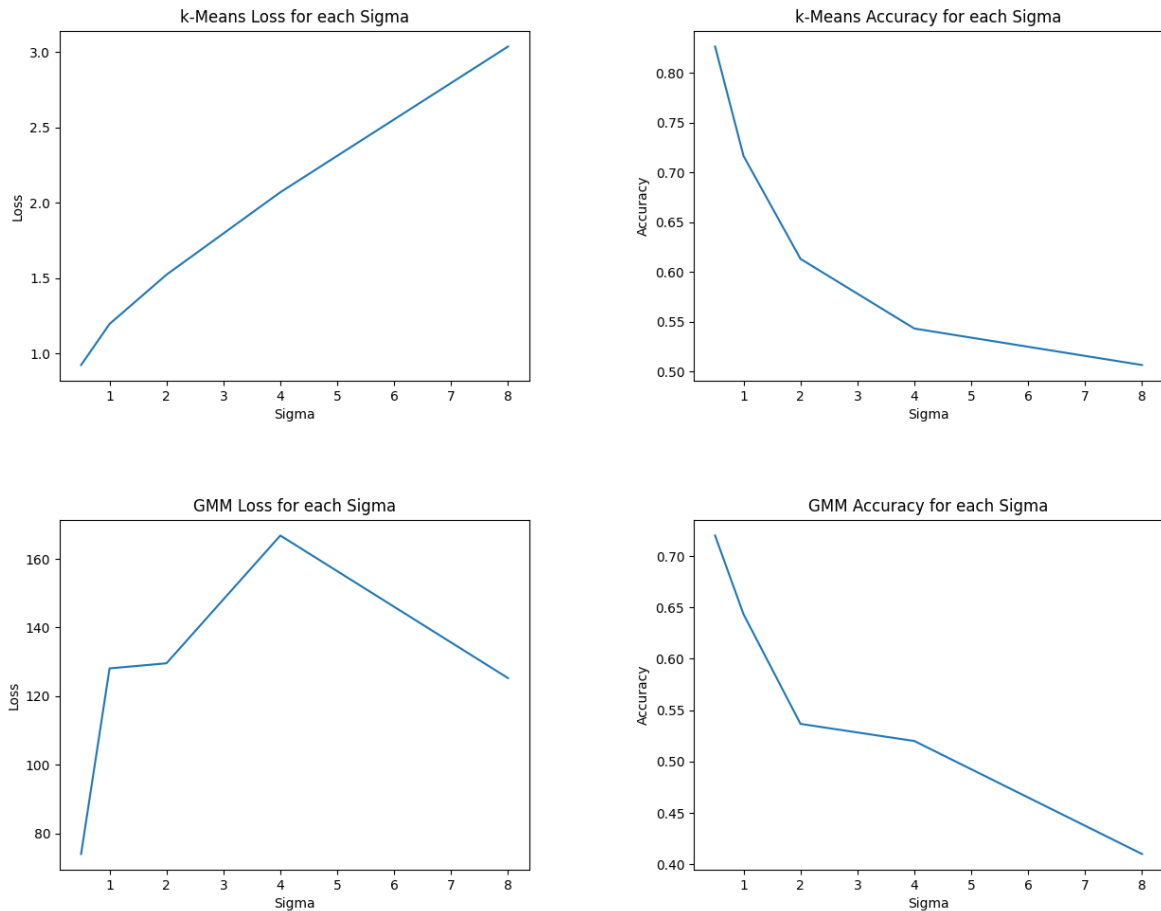 k-Means Loss for each Sigma
3.0
2.5
2.0
1.5
1.0
Loss
1 2 3 4 5 6 7 8
Sigma
k-Means Accuracy for each Sigma
0.80
0.75
0.70
0.65
0.60
0.55
0.50
Accuracy
1 2 3 4 5 6 7 8
Sigma
GMM Loss for each Sigma
160
140
120
100
80
Loss
1 2 3 4 5 6 7 8
Sigma
GMM Accuracy for each Sigma
0.70
0.65
0.60
0.55
0.50
0.45
0.40
Accuracy
1 2 3 4 5 6 7 8
Sigma